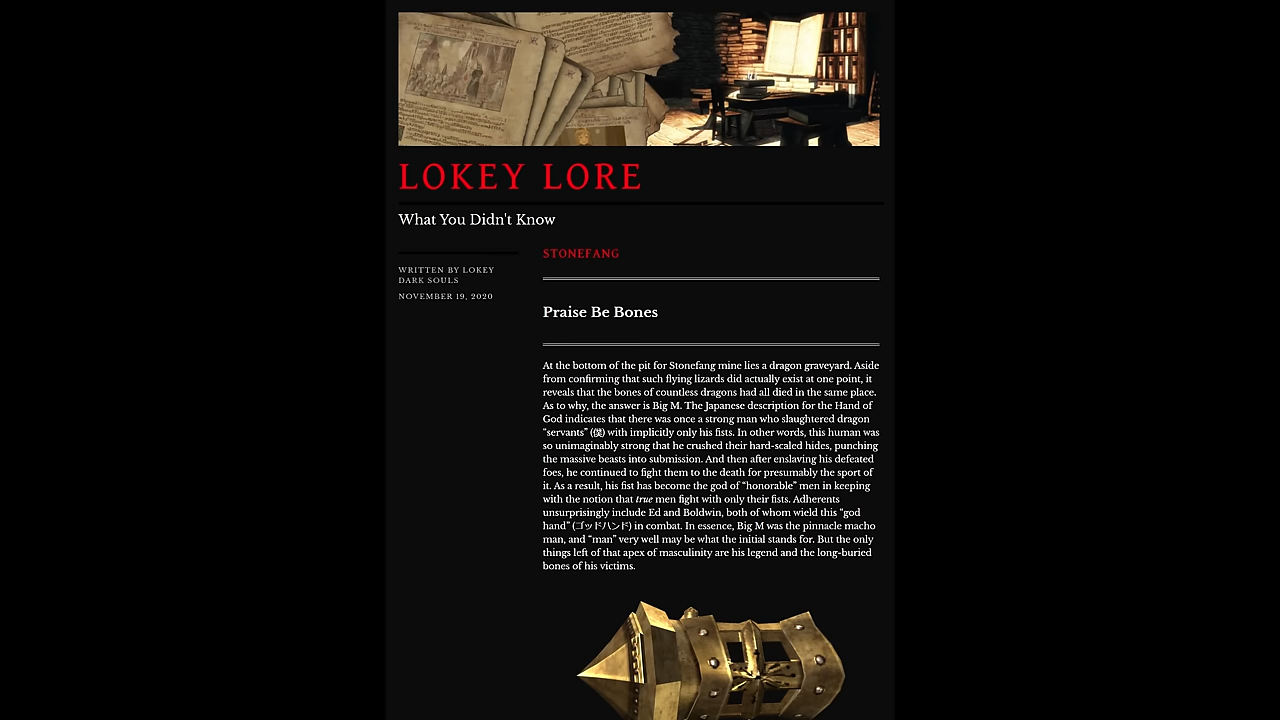 LOKEY LORE
What You Didn't Know
WRITTEN BY LOKEY
DARK SOULS
NOVEMBER 19, 2020
STONEFANG
Praise Be Bones
At the bottom of the pit for Stonefang mine lies a dragon graveyard. Aside
from confirming that such flying lizards did actually exist at one point, it
reveals that the bones of countless dragons had all died in the same place.
As to why, the answer is Big M. The Japanese description for the Hand of
God indicates that there was once a strong man who slaughtered dragon
“servants” (僕) with implicitly only his fists. In other words, this human was
so unimaginably strong that he crushed their hard-scaled hides, punching
the massive beasts into submission. And then after enslaving his defeated
foes, he continued to fight them to the death for presumably the sport of
it. As a result, his fist has become the god of “honorable” men in keeping
with the notion that true men fight with only their fists. Adherents
unsurprisingly include Ed and Boldwin, both of whom wield this “god
hand” (ゴッドハンド) in combat. In essence, Big M was the pinnacle macho
man, and “man” very well may be what the initial stands for. But the only
things left of that apex of masculinity are his legend and the long-buried
bones of his victims.